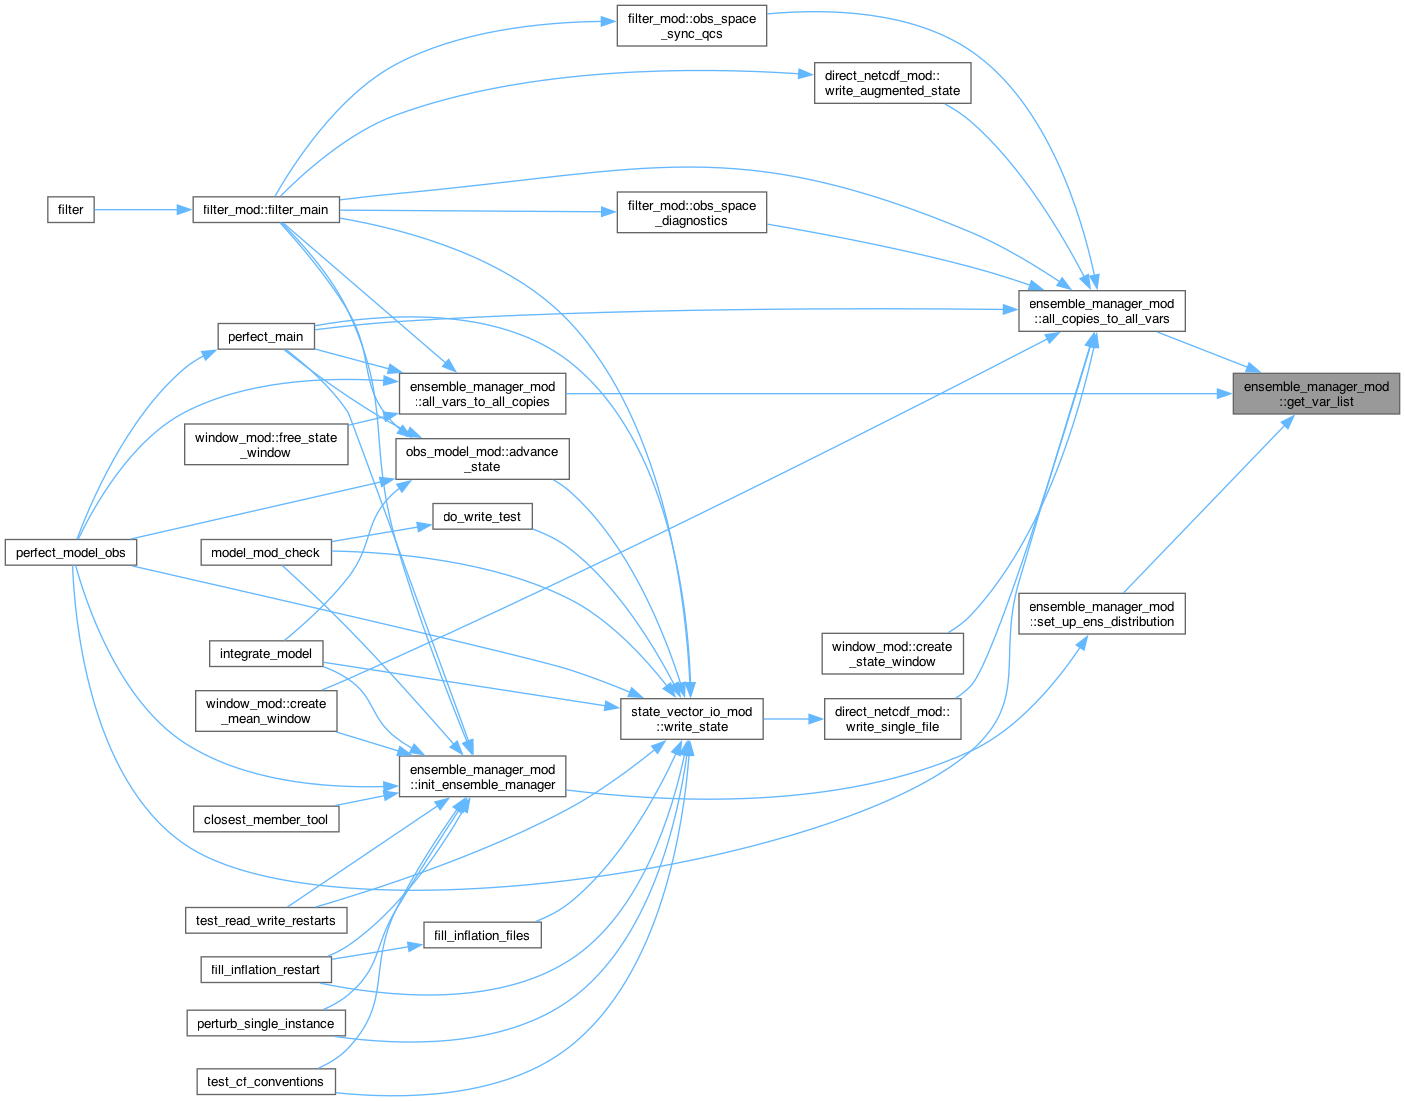 filter_mod::obs_space
_sync_qcs
direct_netcdf_mod::
write_augmented_state
filter
filter_mod::filter_main
filter_mod::obs_space
_diagnostics
ensemble_manager_mod
::all_copies_to_all_vars
perfect_main
ensemble_manager_mod
::all_vars_to_all_copies
ensemble_manager_mod
::get_var_list
window_mod::free_state
_window
obs_model_mod::advance
_state
do_write_test
perfect_model_obs
model_mod_check
ensemble_manager_mod
::set_up_ens_distribution
integrate_model
window_mod::create
_state_window
window_mod::create
_mean_window
state_vector_io_mod
::write_state
direct_netcdf_mod::
write_single_file
ensemble_manager_mod
::init_ensemble_manager
closest_member_tool
test_read_write_restarts
fill_inflation_files
fill_inflation_restart
perturb_single_instance
test_cf_conventions